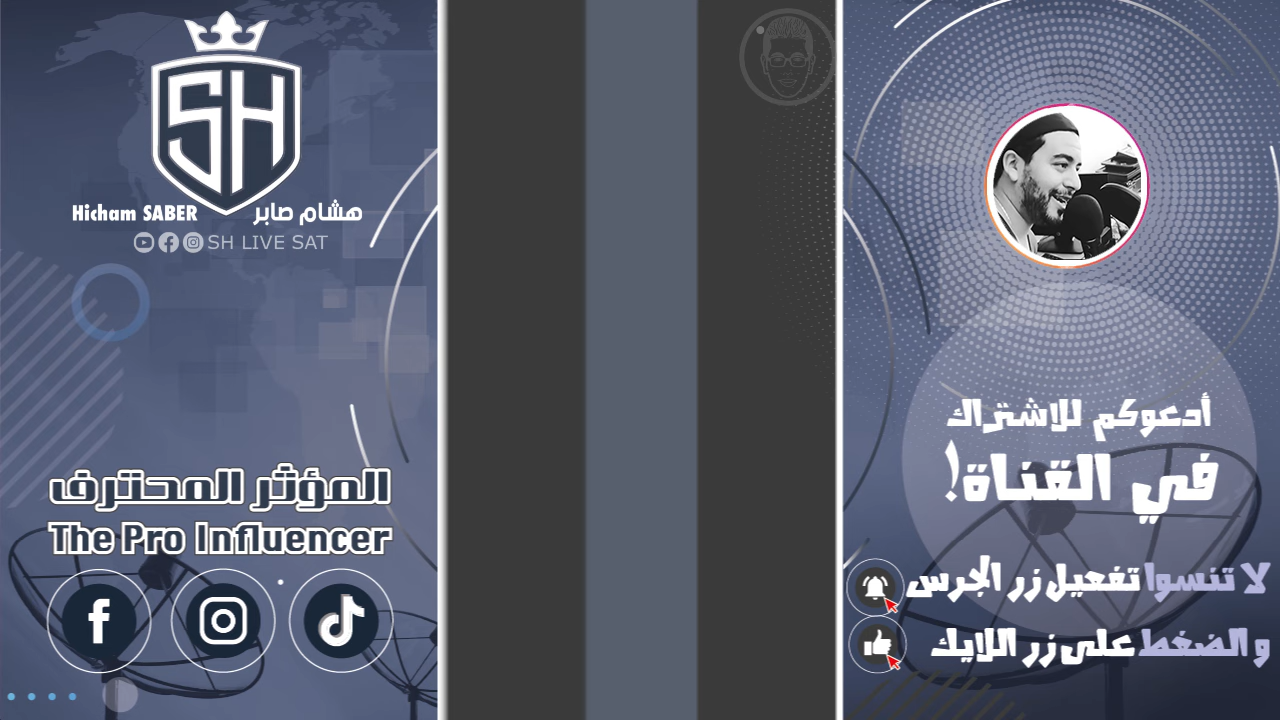 SH
Hicham SABER هشام صابر
SH LIVE SAT
المؤثر المحترف
The Pro Influencer
أدعوكم للاشتراك
في القناة!
لا تنسوا تفعيل زر الجرس
و الضغط على زر اللايك